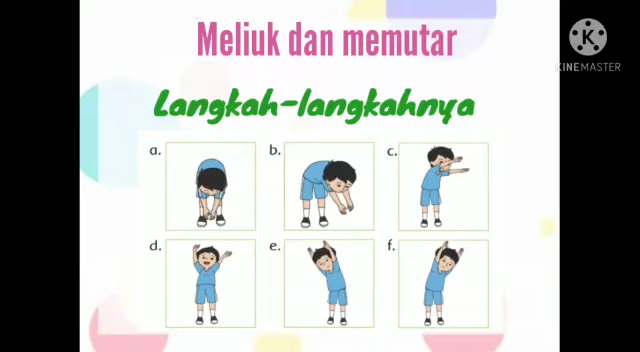 Meliuk dan memutar
K
KINEMASTER
Langkah-langkahnya
a. b. c.
d. e. f.